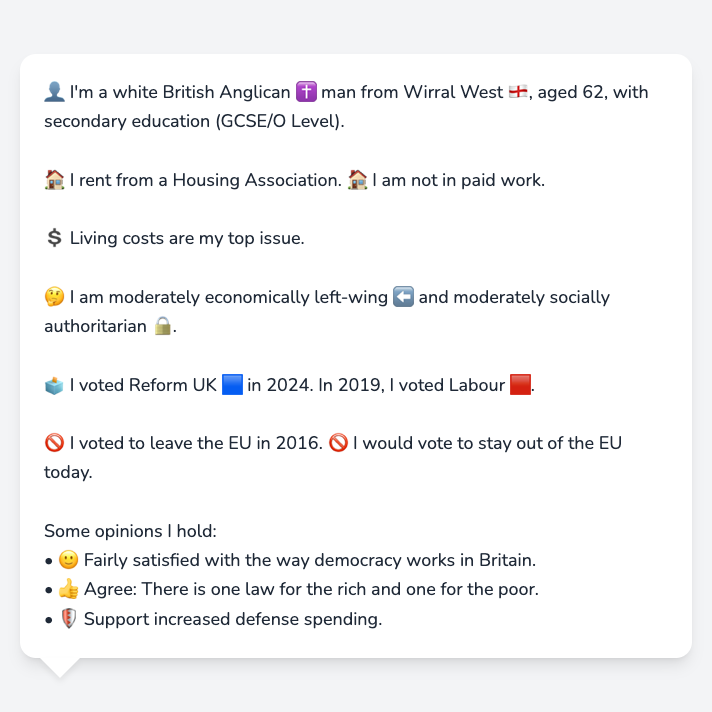 👤 I'm a white British Anglican ✝️ man from Wirral West 🏴󠁧󠁢󠁥󠁮󠁧󠁿, aged 62, with
secondary education (GCSE/O Level).
🏠 I rent from a Housing Association. 🏠 I am not in paid work.
💲 Living costs are my top issue.
🤔 I am moderately economically left-wing ⬅️ and moderately socially
authoritarian 🔒.
🗳️ I voted Reform UK 🟦 in 2024. In 2019, I voted Labour 🟥.
🚫 I voted to leave the EU in 2016. 🚫 I would vote to stay out of the EU
today.
Some opinions I hold:
• 🙂 Fairly satisfied with the way democracy works in Britain.
• 👍 Agree: There is one law for the rich and one for the poor.
• 🛡️ Support increased defense spending.